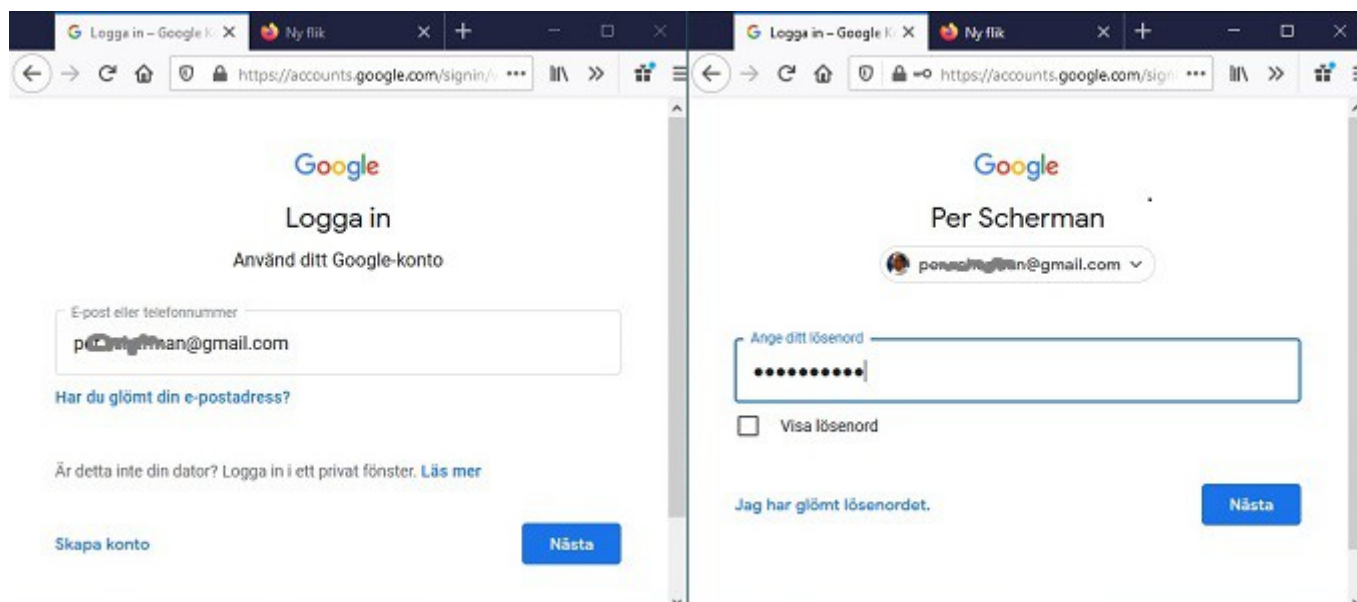 Logga in – Google K
Ny flik
https://accounts.google.com/signin/v
Google
Logga in
Använd ditt Google-konto
E-post eller telefonnummer
man@gmail.com
Har du glömt din e-postadress?
Är detta inte din dator? Logga in i ett privat fönster. Läs mer
Skapa konto
Nästa
Logga in – Google K
Ny flik
https://accounts.google.com/sign
Google
Per Scherman
n@gmail.com
Ange ditt lösenord
Visa lösenord
Jag har glömt lösenordet.
Nästa